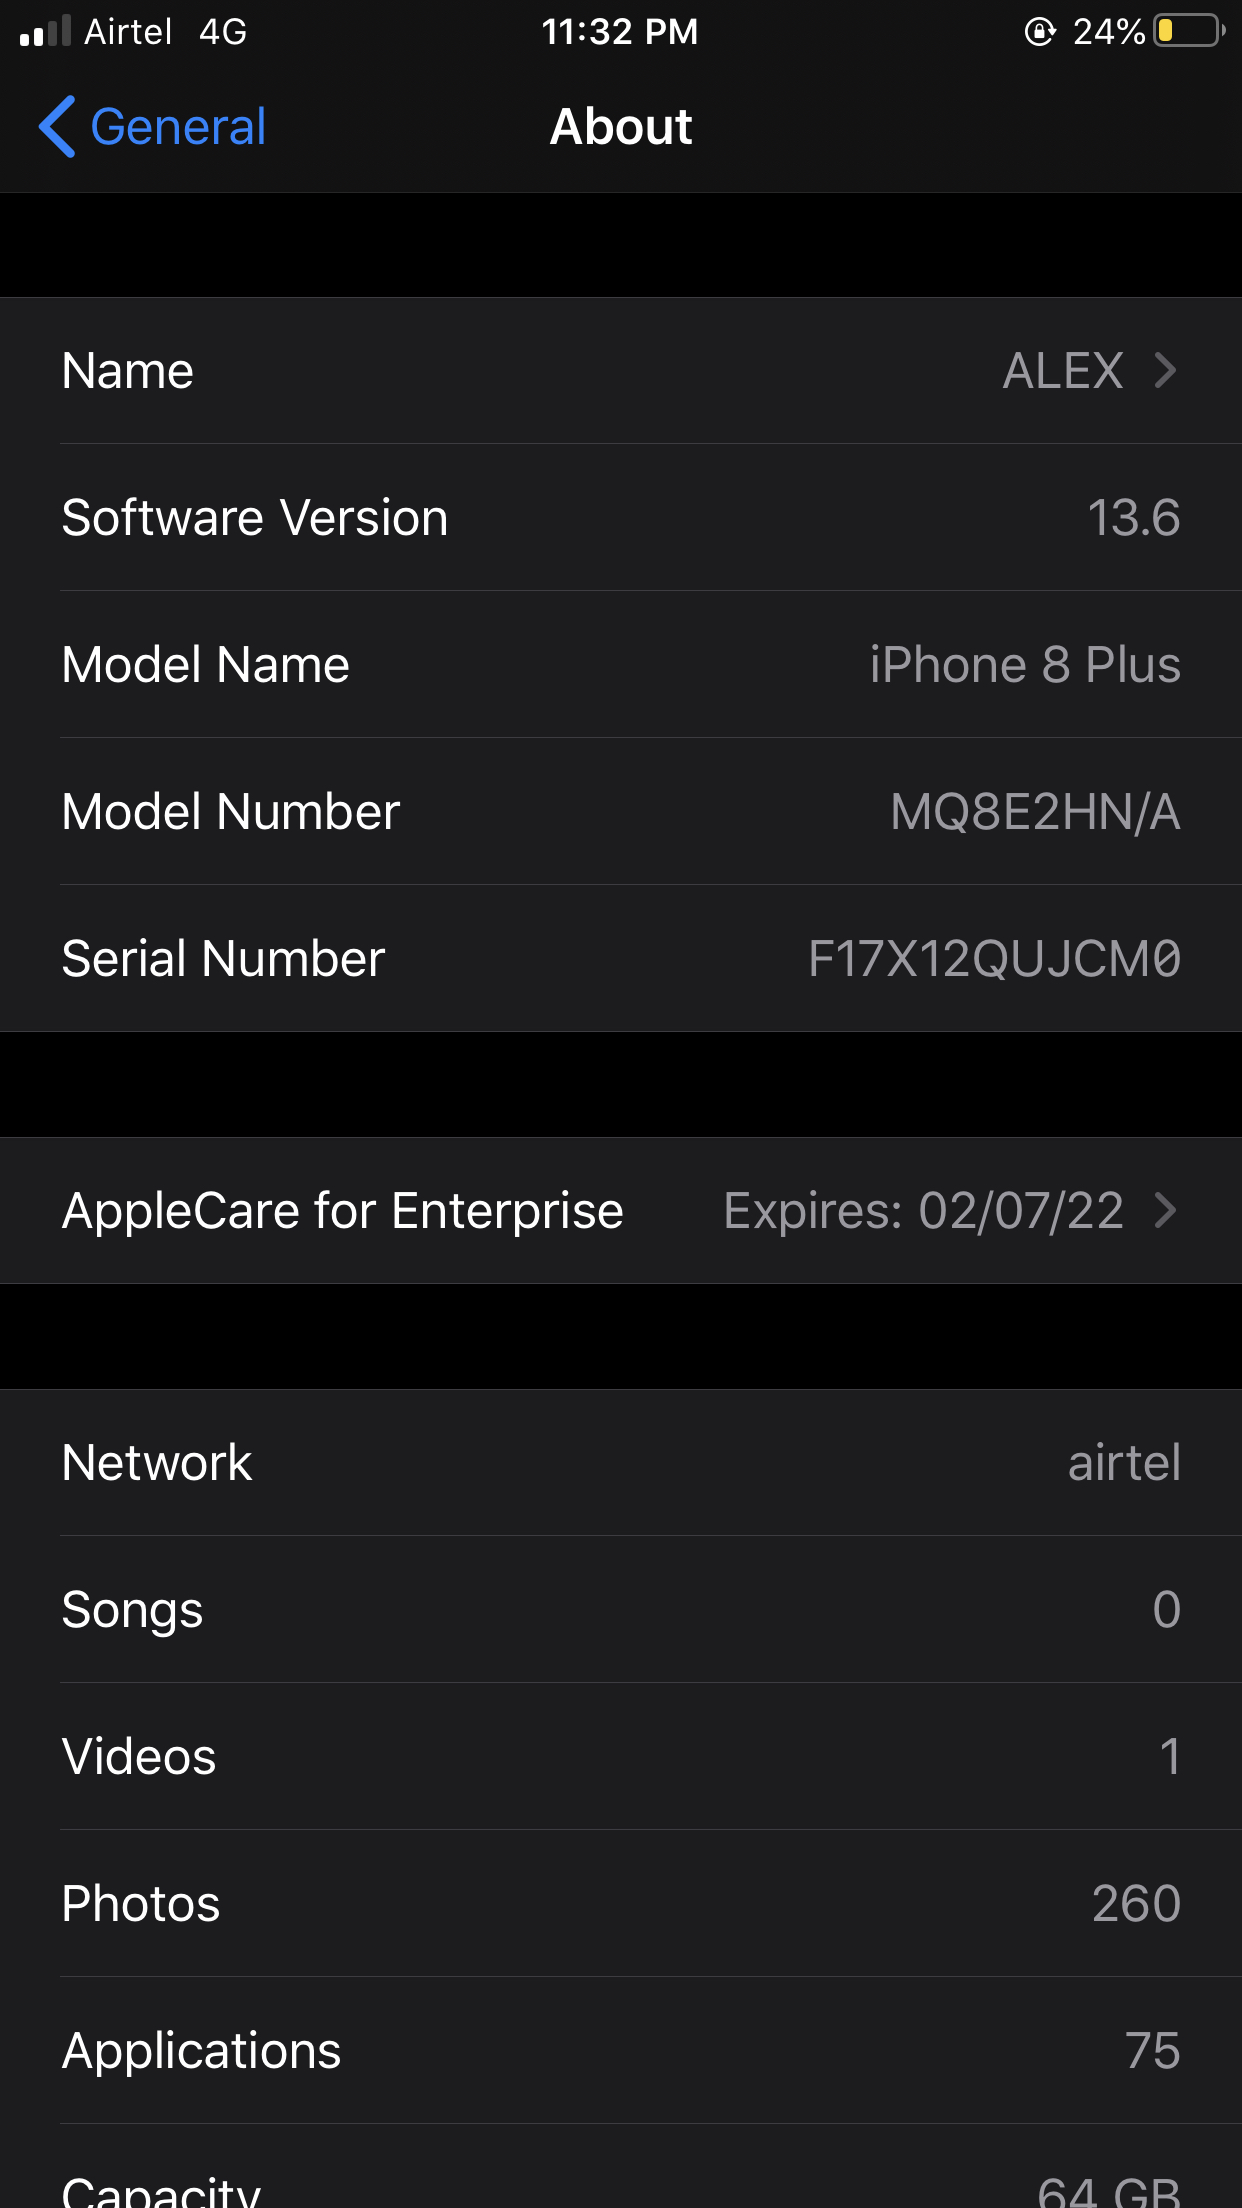 Airtel 4G 11:32 PM 24%
General About
Name ALEX
Software Version 13.6
Model Name iPhone 8 Plus
Model Number MQ8E2HN/A
Serial Number F17X12QUJCM0
AppleCare for Enterprise Expires: 02/07/22
Network airtel
Songs 0
Videos 1
Photos 260
Applications 75
Capacity 64 GB